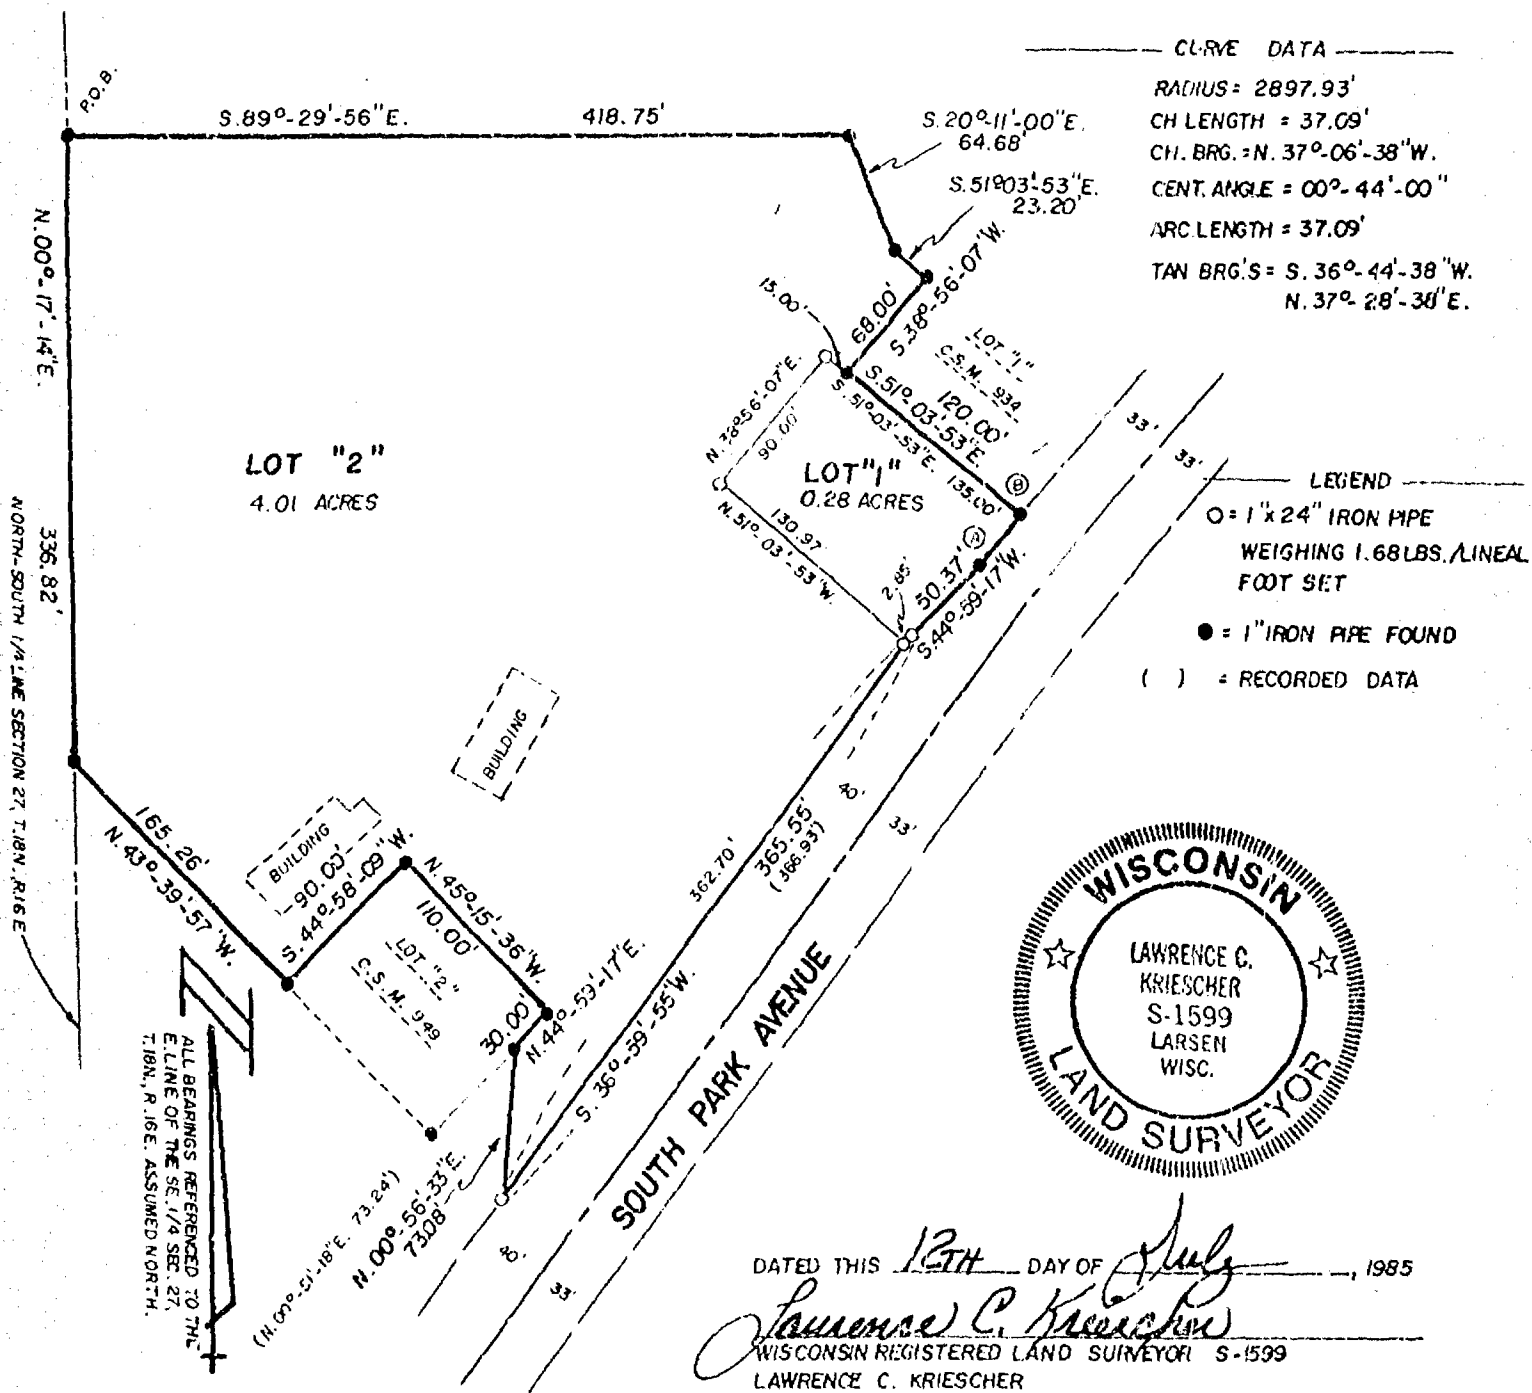 CURVE DATA
RADIUS = 2897.93'
CH LENGTH = 37.09'
CH. BRG. = N. 37°-06'-38"W.
CENT. ANGLE = 00°-44'-00"
ARC LENGTH = 37.09'
TAN BRG.'S = S. 36°-44'-38"W.
N. 37°-28'-38"E.
P.O.B.
S.89°-29'-56"E. 418.75'
S.20°-11'-00"E.
64.68'
S.51°03'-53"E.
23.20'
N.00°-17'-14"E.
336.82'
NORTH-SOUTH 1/4 LINE SECTION 27, T.18N., R.16E
68.00'
S.38°-56'-07"W.
15.00'
LOT "1"
C.S.M. 934
S.51°-03'-53"E.
120.00'
S.51°-03'-53"E.
135.00'
N.38°56'-07"E.
90.00'
LOT "1"
0.28 ACRES
130.97'
N.51°-03'-53"W.
B
A
50.37'
S.44°-59'-17"W.
2.85'
33'
33'
LOT "2"
4.01 ACRES
LEGEND
O = 1"x24" IRON PIPE
WEIGHING 1.68 LBS./LINEAL
FOOT SET
● = 1" IRON PIPE FOUND
( ) = RECORDED DATA
BUILDING
BUILDING
165.26'
N.43°-39'-57"W.
90.00'
S.44°-58'-09"W.
N.45°-15'-36"W.
110.00'
LOT "2"
C.S.M. 949
30.00'
N.44°-59'-17"E.
362.70'
365.55'
(366.93')
S.36°-59'-55"W.
40'
33'
SOUTH PARK AVENUE
N.00°-56'-33"E.
73.08'
(N.00°-51'-18"E. 73.24')
40'
33'
ALL BEARINGS REFERENCED TO THE
E. LINE OF THE SE. 1/4 SEC. 27,
T.18N., R.16E. ASSUMED NORTH.
WISCONSIN
LAWRENCE C.
KRIESCHER
S-1599
LARSEN
WISC.
LAND SURVEYOR
DATED THIS 12TH DAY OF July, 1985
Lawrence C. Kriescher
WISCONSIN REGISTERED LAND SURVEYOR S-1599
LAWRENCE C. KRIESCHER